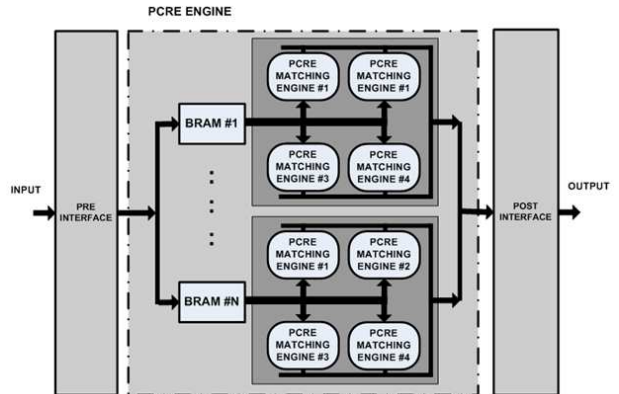 PCRE ENGINE
PCRE
MATCHING
ENGINE #1
PCRE
MATCHING
ENGINE #1
BRAM #1
PCRE
MATCHING
ENGINE #3
PCRE
MATCHING
ENGINE #4
INPUT
PRE
INTERFACE
POST
INTERFACE
OUTPUT
PCRE
MATCHING
ENGINE #1
PCRE
MATCHING
ENGINE #2
BRAM #N
PCRE
MATCHING
ENGINE #3
PCRE
MATCHING
ENGINE #4